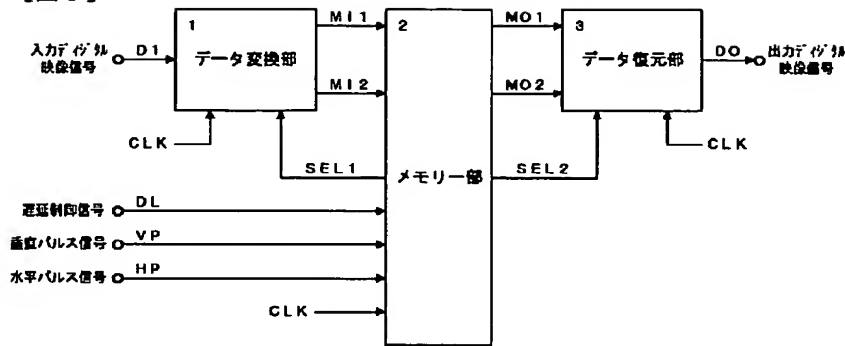 1
2
3
入力ディジタル
映像信号
D1
データ変換部
MI1
MI2
MO1
MO2
データ復元部
DO
出力ディジタル
映像信号
CLK
SEL1
メモリー部
SEL2
CLK
遅延制御信号
DL
垂直パルス信号
VP
水平パルス信号
HP
CLK